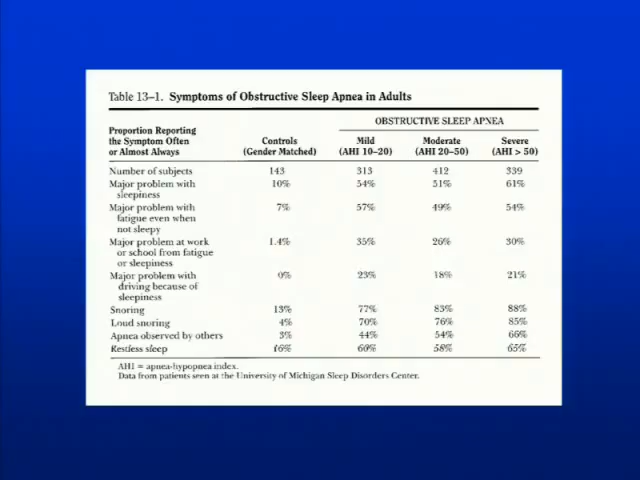 Table 13–1. Symptoms of Obstructive Sleep Apnea in Adults
OBSTRUCTIVE SLEEP APNEA
Proportion Reporting
the Symptom Often Controls Mild Moderate Severe
or Almost Always (Gender Matched) (AHI 10–20) (AHI 20–50) (AHI > 50)
Number of subjects 143 313 412 339
Major problem with 10% 54% 51% 61%
sleepiness
Major problem with 7% 57% 49% 54%
fatigue even when
not sleepy
Major problem at work 1.4% 35% 26% 30%
or school from fatigue
or sleepiness
Major problem with 0% 23% 18% 21%
driving because of
sleepiness
Snoring 13% 77% 83% 88%
Loud snoring 4% 70% 76% 85%
Apnea observed by others 3% 44% 54% 66%
Restless sleep 16% 60% 58% 65%
AHI = apnea-hypopnea index.
Data from patients seen at the University of Michigan Sleep Disorders Center.